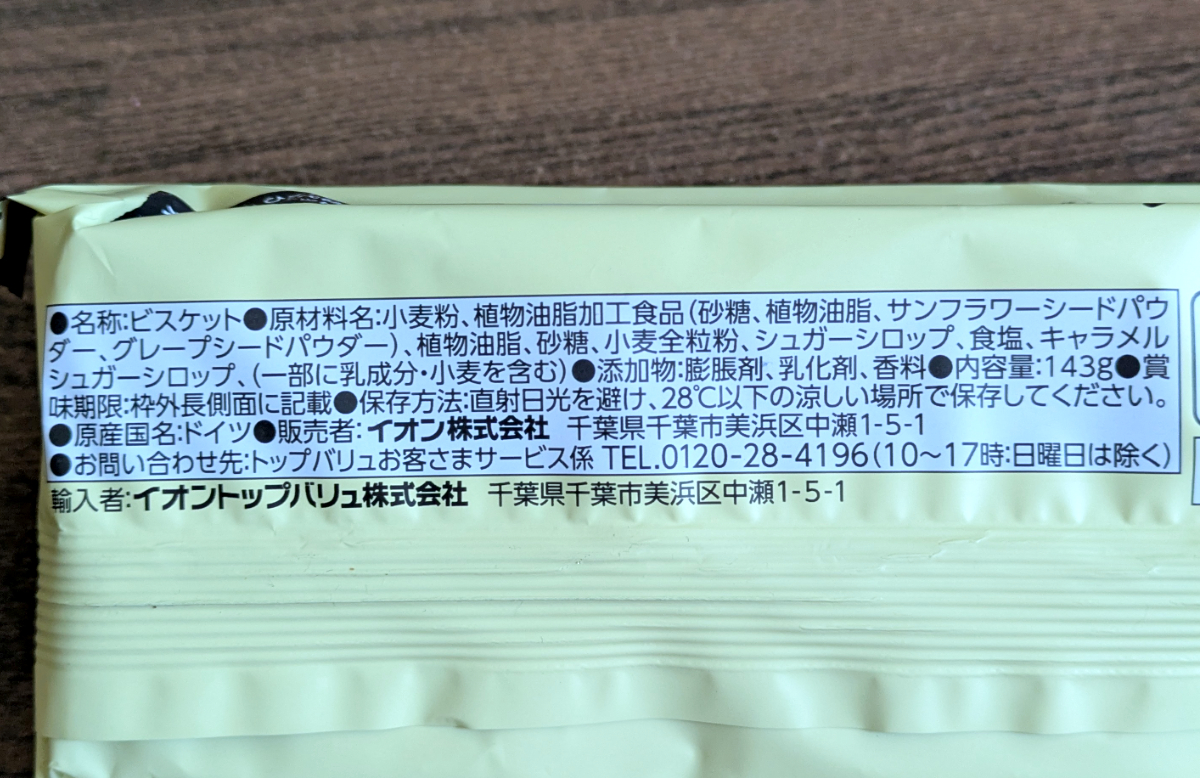 ●名称:ビスケット●原材料名:小麦粉、植物油脂加工食品(砂糖、植物油脂、サンフラワーシードパウ
ダー、グレープシードパウダー)、植物油脂、砂糖、小麦全粒粉、シュガーシロップ、食塩、キャラメル
シュガーシロップ、(一部に乳成分・小麦を含む)●添加物:膨脹剤、乳化剤、香料●内容量:143g●賞
味期限:枠外長側面に記載●保存方法:直射日光を避け、28℃以下の涼しい場所で保存してください。
●原産国名:ドイツ●販売者:イオン株式会社 千葉県千葉市美浜区中瀬1-5-1
●お問い合わせ先:トップバリュお客さまサービス係 TEL.0120-28-4196(10〜17時:日曜日は除く)
輸入者:イオントップバリュ株式会社 千葉県千葉市美浜区中瀬1-5-1